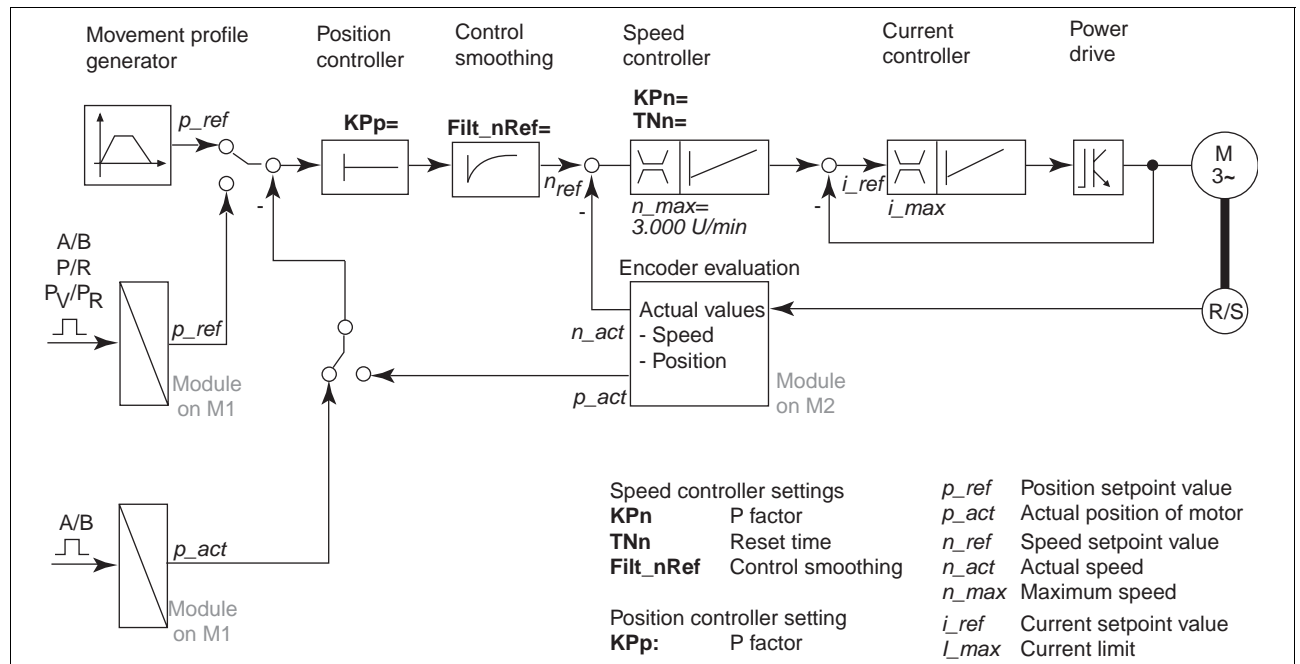 Movement profile
generator
Position
controller
Control
smoothing
Speed
controller
Current
controller
Power
drive
p_ref
KPp=
Filt_nRef=
nref
KPn=
TNn=
n_max=
3.000 U/min
i_ref
i_max
M
3~
-
-
-
A/B
P/R
PV/PR
p_ref
Module
on M1
Encoder evaluation
Actual values
- Speed
- Position
n_act
p_act
Module
on M2
R/S
A/B
p_act
Module
on M1
Speed controller settings
KPn P factor
TNn Reset time
Filt_nRef Control smoothing
Position controller setting
KPp: P factor
p_ref Position setpoint value
p_act Actual position of motor
n_ref Speed setpoint value
n_act Actual speed
n_max Maximum speed
i_ref Current setpoint value
I_max Current limit